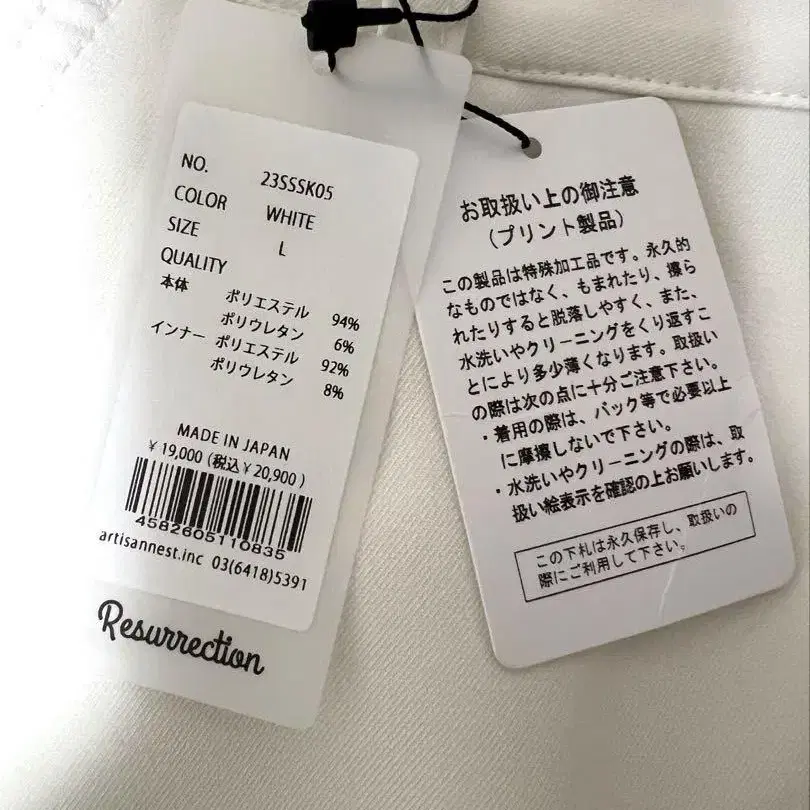 NO. 23SSSK05
COLOR WHITE
SIZE L
QUALITY
本体 ポリエステル 94%
ポリウレタン 6%
インナー ポリエステル 92%
ポリウレタン 8%
MADE IN JAPAN
¥ 19,000 (税込 ¥ 20,900 )
4582605110835
artisannest.inc 03(6418)5391
Resurrection
お取扱い上の御注意
(プリント製品)
この製品は特殊加工品です。永久的
なものではなく、もまれたり、擦ら
れたりすると脱落しやすく、また、
水洗いやクリーニングをくり返すこ
とにより多少薄くなります。取扱い
の際は次の点に十分ご注意下さい。
・着用の際は、バック等で必要以上
に摩擦しないで下さい。
・水洗いやクリーニングの際は、取
扱い絵表示を確認の上お願いします。
この下札は永久保存し、取扱いの
際にご利用して下さい。